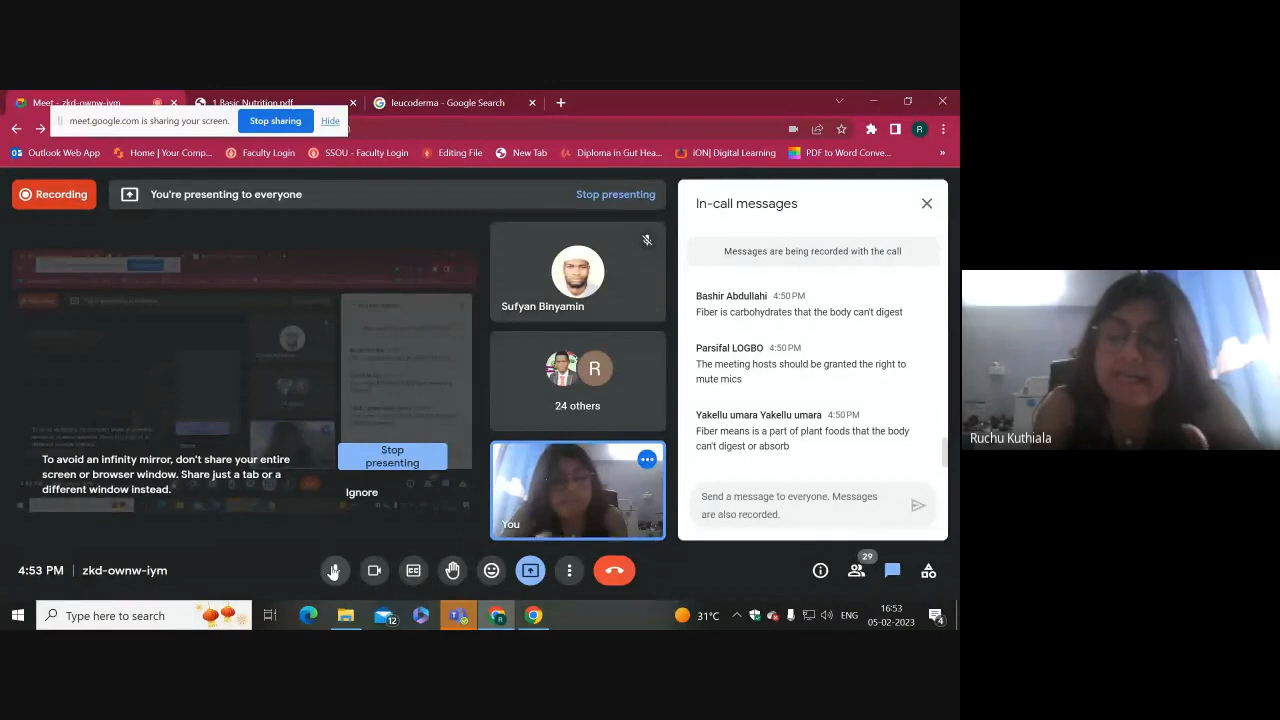 Meet - zkd-ownw-iym
1 Basic Nutrition.pdf
leucoderma - Google Search
meet.google.com is sharing your screen.
Stop sharing
Hide
R
Outlook Web App
Home | Your Comp...
Faculty Login
SSOU - Faculty Login
Editing File
New Tab
Diploma in Gut Hea...
iON| Digital Learning
PDF to Word Conve...
»
Recording
You're presenting to everyone
Stop presenting
In-call messages
Messages are being recorded with the call
Sufyan Binyamin
Bashir Abdullahi 4:50 PM
Fiber is carbohydrates that the body can't digest
Parsifal LOGBO 4:50 PM
The meeting hosts should be granted the right to
mute mics
R
24 others
Yakellu umara Yakellu umara 4:50 PM
Fiber means is a part of plant foods that the body
can't digest or absorb
To avoid an infinity mirror, don't share your entire
screen or browser window. Share just a tab or a
different window instead.
Stop
presenting
Ignore
You
Send a message to everyone. Messages
are also recorded.
Ruchu Kuthiala
4:53 PM | zkd-ownw-iym
29
Type here to search
12
31°C
ENG
16:53
05-02-2023
4